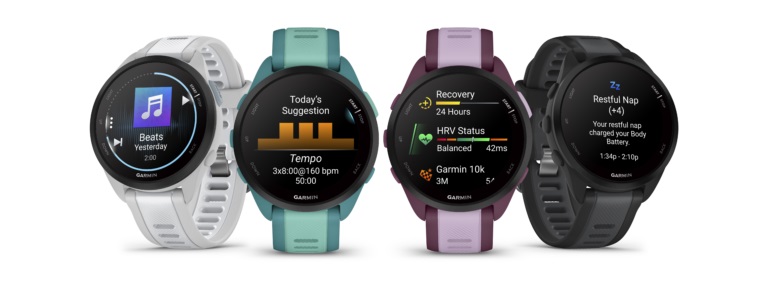 Beats
Yesterday
2:00
GARMIN
Today's
Suggestion
Tempo
3x8:00@160 bpm
50:00
GARMIN
Recovery
24 Hours
HRV Status
Balanced 42ms
Garmin 10k
3M
GARMIN
Restful Nap
(+4)
Your restful nap
charged your Body
Battery.
1:34p - 2:10p
GARMIN